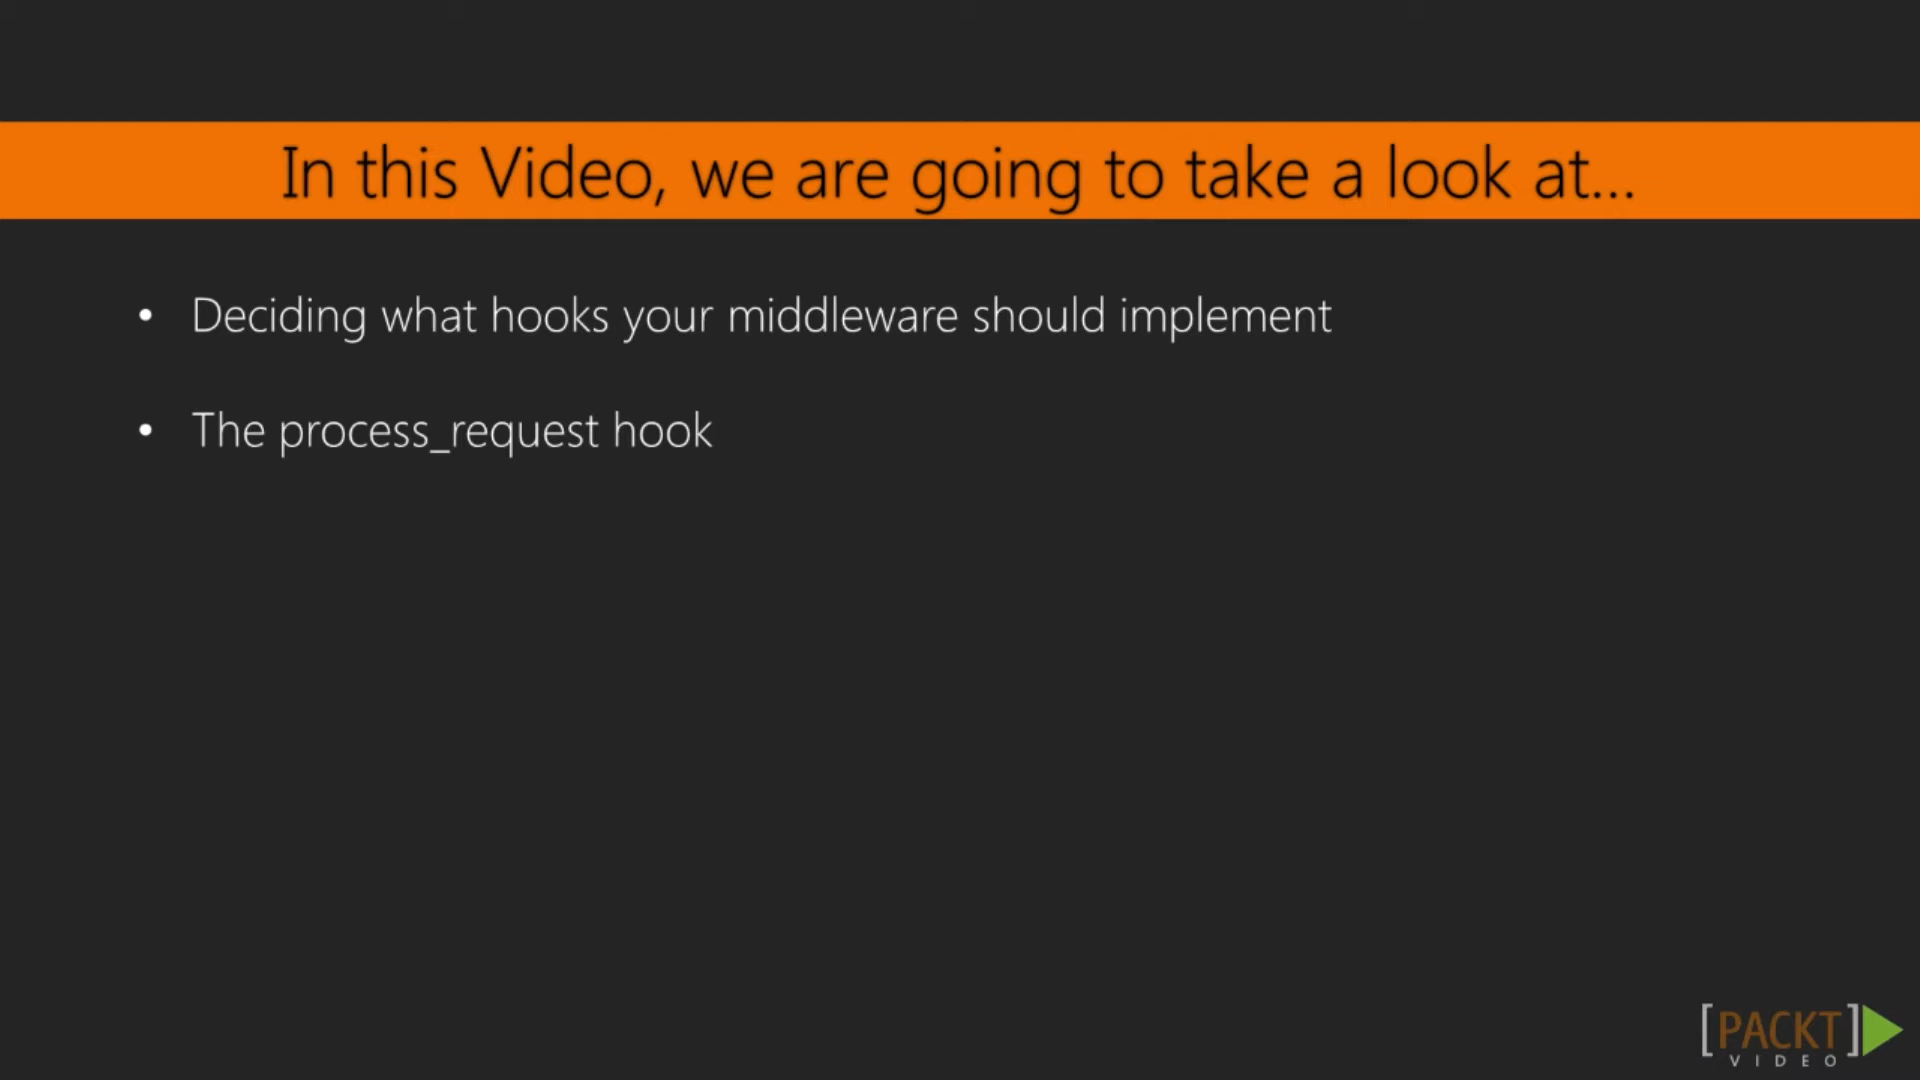 In this Video, we are going to take a look at...
• Deciding what hooks your middleware should implement
• The process_request hook
[PACKT]
VIDEO